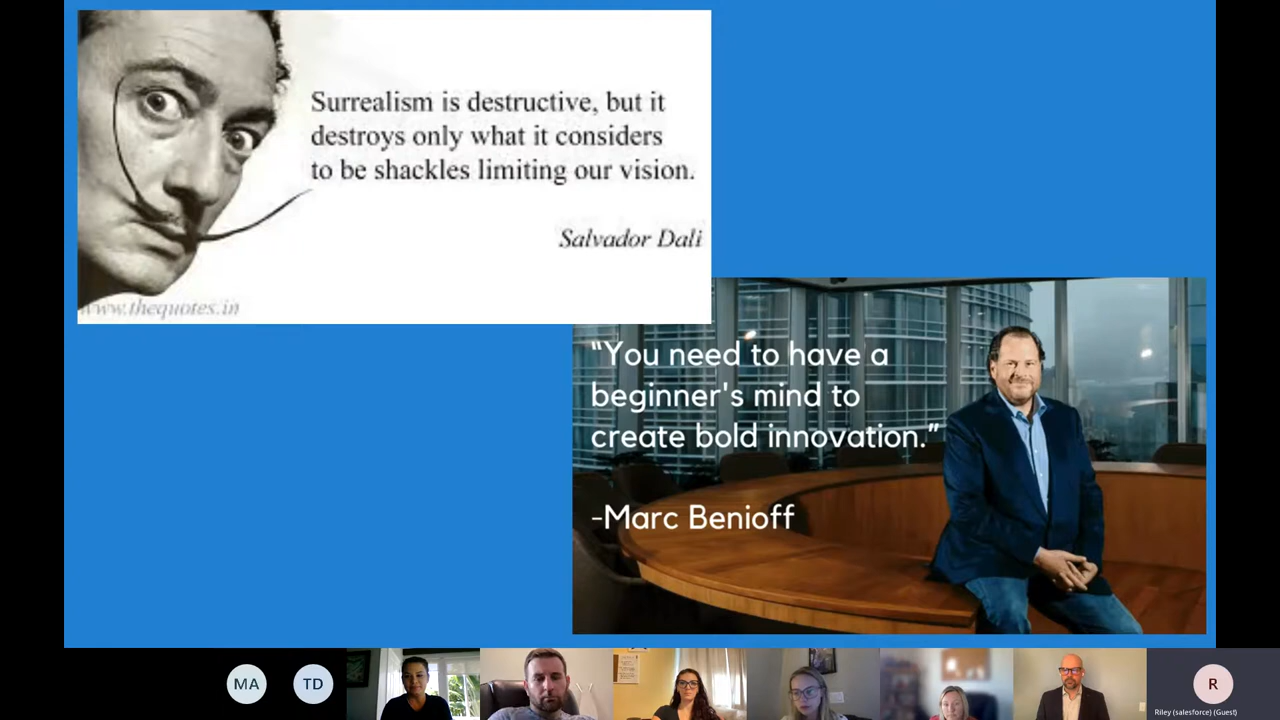 Surrealism is destructive, but it
destroys only what it considers
to be shackles limiting our vision.
Salvador Dali
www.thequotes.in
“You need to have a
beginner's mind to
create bold innovation.”
-Marc Benioff
MA
TD
R
Riley (salesforce) (Guest)